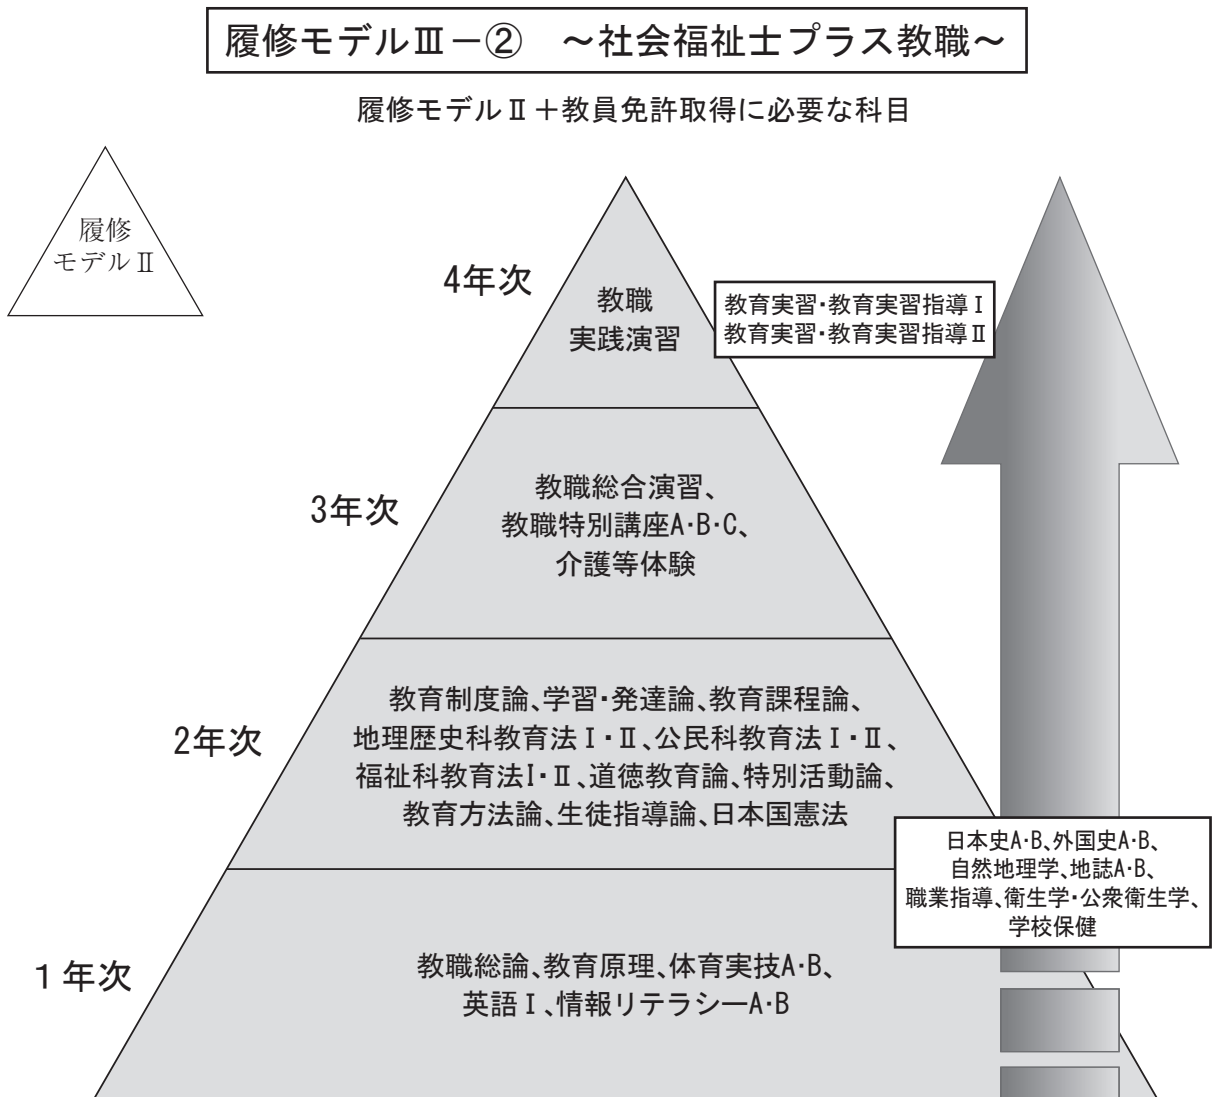 履修モデルⅢ－②　～社会福祉士プラス教職～
履修モデルⅡ＋教員免許取得に必要な科目
履修
モデルⅡ
4年次
教職
実践演習
教育実習・教育実習指導Ⅰ
教育実習・教育実習指導Ⅱ
3年次
教職総合演習、
教職特別講座A・B・C、
介護等体験
2年次
教育制度論、学習・発達論、教育課程論、
地理歴史科教育法Ⅰ・Ⅱ、公民科教育法Ⅰ・Ⅱ、
福祉科教育法Ⅰ・Ⅱ、道徳教育論、特別活動論、
教育方法論、生徒指導論、日本国憲法
日本史A・B、外国史A・B、
自然地理学、地誌A・B、
職業指導、衛生学・公衆衛生学、
学校保健
1年次
教職総論、教育原理、体育実技A・B、
英語Ⅰ、情報リテラシーA・B